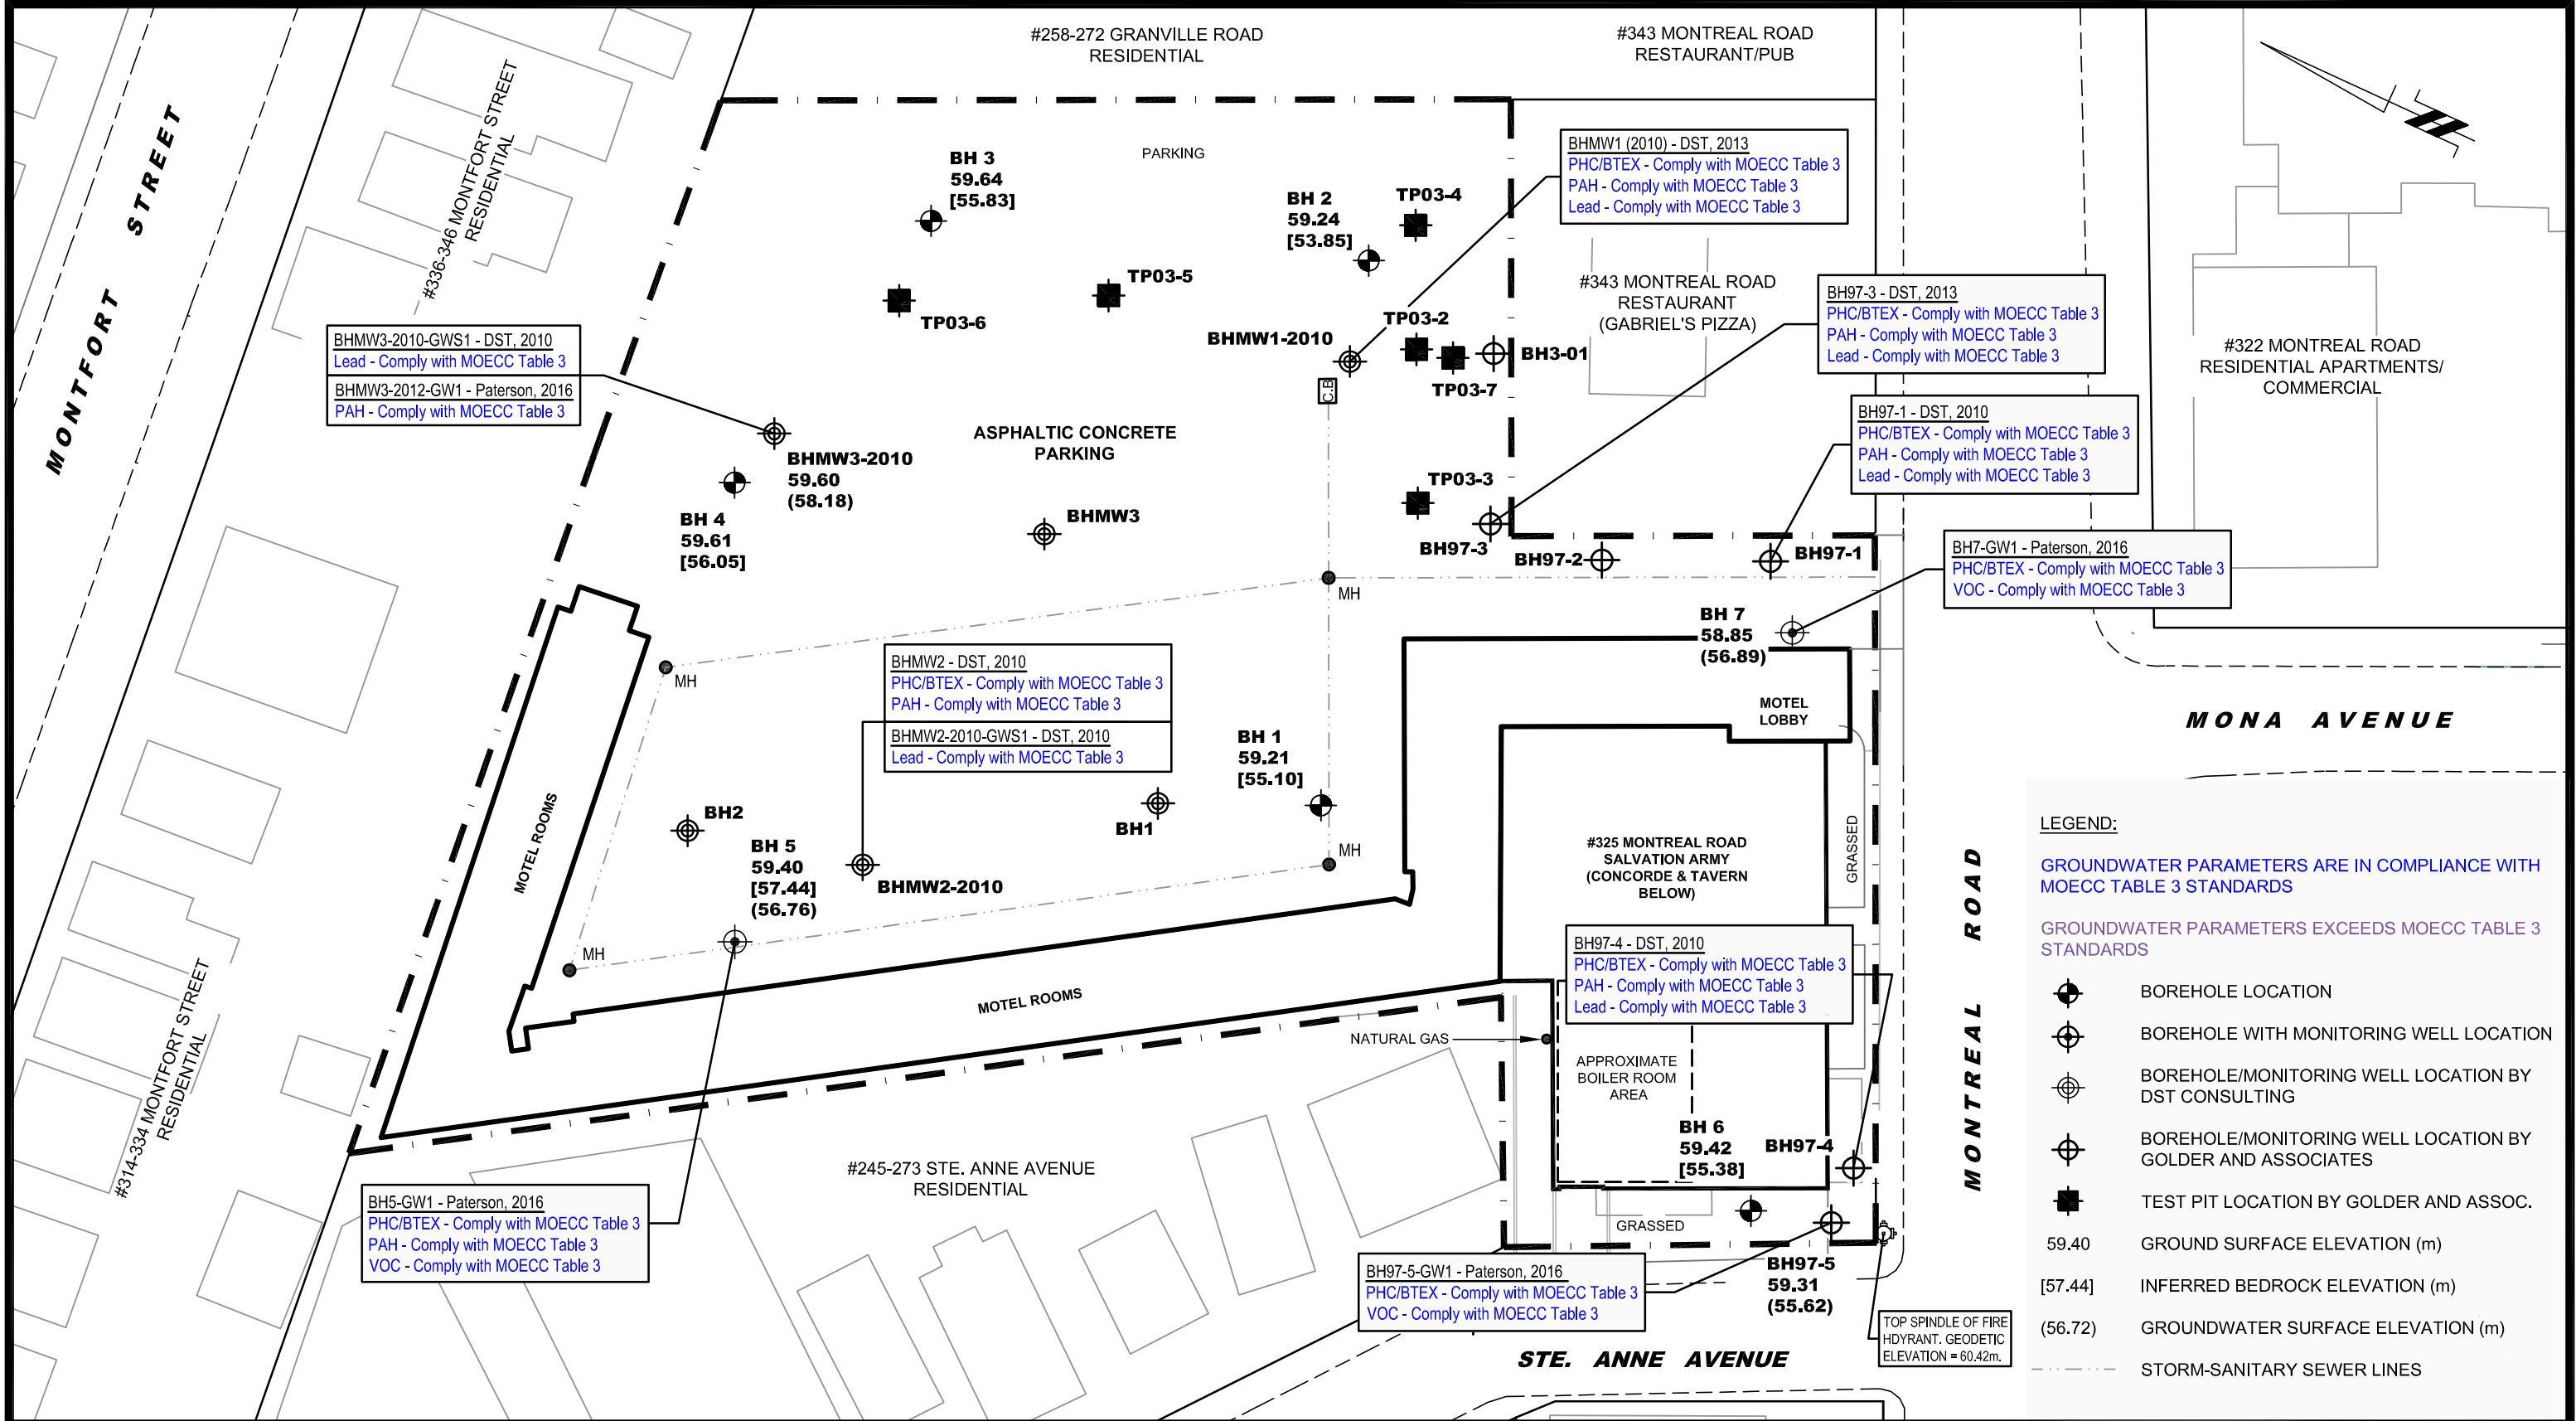 #258-272 GRANVILLE ROAD
RESIDENTIAL
#343 MONTREAL ROAD
RESTAURANT/PUB
MONTFORT STREET
#336-346 MONTFORT STREET
RESIDENTIAL
PARKING
BH 3
59.64
[55.83]
BH 2
59.24
[53.85]
TP03-4
BHMW1 (2010) - DST, 2013
PHC/BTEX - Comply with MOECC Table 3
PAH - Comply with MOECC Table 3
Lead - Comply with MOECC Table 3
TP03-5
TP03-6
#343 MONTREAL ROAD
RESTAURANT
(GABRIEL'S PIZZA)
BH97-3 - DST, 2013
PHC/BTEX - Comply with MOECC Table 3
PAH - Comply with MOECC Table 3
Lead - Comply with MOECC Table 3
TP03-2
BHMW1-2010
BH3-01
TP03-7
C.B
#322 MONTREAL ROAD
RESIDENTIAL APARTMENTS/
COMMERCIAL
BHMW3-2010-GWS1 - DST, 2010
Lead - Comply with MOECC Table 3
BHMW3-2012-GW1 - Paterson, 2016
PAH - Comply with MOECC Table 3
BH97-1 - DST, 2010
PHC/BTEX - Comply with MOECC Table 3
PAH - Comply with MOECC Table 3
Lead - Comply with MOECC Table 3
ASPHALTIC CONCRETE
PARKING
BHMW3-2010
59.60
(58.18)
BH 4
59.61
[56.05]
BHMW3
TP03-3
BH97-3
BH97-2
BH97-1
BH7-GW1 - Paterson, 2016
PHC/BTEX - Comply with MOECC Table 3
VOC - Comply with MOECC Table 3
MH
BH 7
58.85
(56.89)
MH
BHMW2 - DST, 2010
PHC/BTEX - Comply with MOECC Table 3
PAH - Comply with MOECC Table 3
BHMW2-2010-GWS1 - DST, 2010
Lead - Comply with MOECC Table 3
MOTEL
LOBBY
MONA AVENUE
BH 1
59.21
[55.10]
MOTEL ROOMS
BH2
BH1
BH 5
59.40
[57.44]
(56.76)
BHMW2-2010
MH
MH
#325 MONTREAL ROAD
SALVATION ARMY
(CONCORDE & TAVERN
BELOW)
GRASSED
MONTREAL ROAD
MOTEL ROOMS
BH97-4 - DST, 2010
PHC/BTEX - Comply with MOECC Table 3
PAH - Comply with MOECC Table 3
Lead - Comply with MOECC Table 3
NATURAL GAS
APPROXIMATE
BOILER ROOM
AREA
#314-334 MONTFORT STREET
RESIDENTIAL
BH 6
59.42
[55.38]
BH97-4
#245-273 STE. ANNE AVENUE
RESIDENTIAL
GRASSED
BH5-GW1 - Paterson, 2016
PHC/BTEX - Comply with MOECC Table 3
PAH - Comply with MOECC Table 3
VOC - Comply with MOECC Table 3
BH97-5-GW1 - Paterson, 2016
PHC/BTEX - Comply with MOECC Table 3
VOC - Comply with MOECC Table 3
BH97-5
59.31
(55.62)
TOP SPINDLE OF FIRE
HDYRANT. GEODETIC
ELEVATION = 60.42m.
STE. ANNE AVENUE
LEGEND:
GROUNDWATER PARAMETERS ARE IN COMPLIANCE WITH
MOECC TABLE 3 STANDARDS
GROUNDWATER PARAMETERS EXCEEDS MOECC TABLE 3
STANDARDS
BOREHOLE LOCATION
BOREHOLE WITH MONITORING WELL LOCATION
BOREHOLE/MONITORING WELL LOCATION BY
DST CONSULTING
BOREHOLE/MONITORING WELL LOCATION BY
GOLDER AND ASSOCIATES
TEST PIT LOCATION BY GOLDER AND ASSOC.
59.40 GROUND SURFACE ELEVATION (m)
[57.44] INFERRED BEDROCK ELEVATION (m)
(56.72) GROUNDWATER SURFACE ELEVATION (m)
STORM-SANITARY SEWER LINES